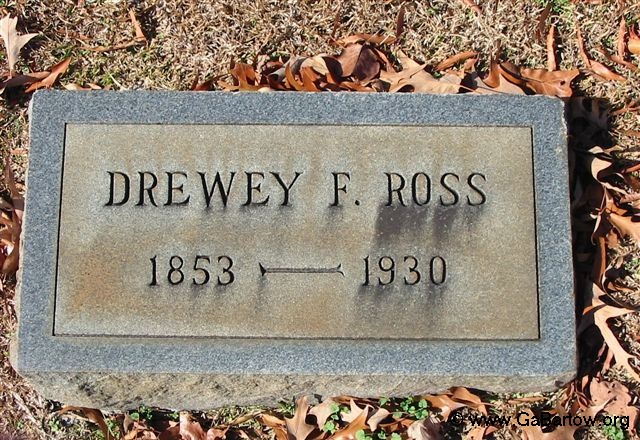 DREWEY F. ROSS
1853 — 1930
© www.GaBartow.org